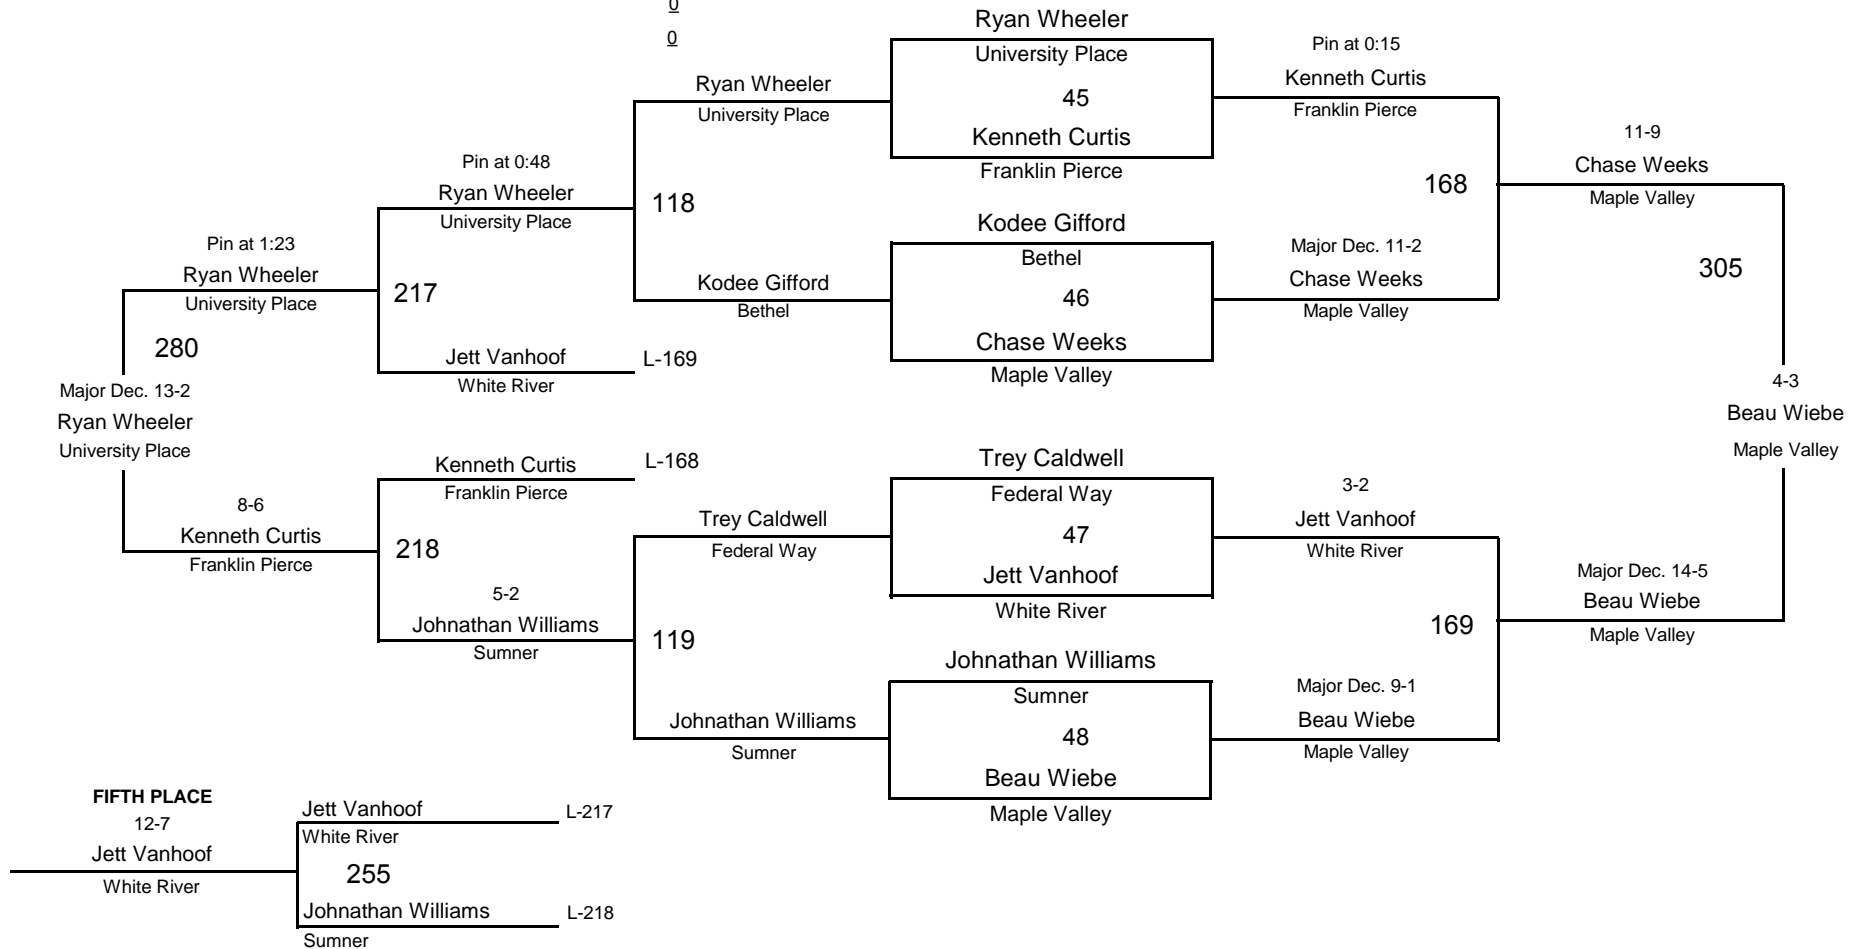 0
0
Ryan Wheeler
University Place
45
Kenneth Curtis
Franklin Pierce
Kodee Gifford
Bethel
46
Chase Weeks
Maple Valley
Trey Caldwell
Federal Way
47
Jett Vanhoof
White River
Johnathan Williams
Sumner
48
Beau Wiebe
Maple Valley
Pin at 0:15
Kenneth Curtis
Franklin Pierce
168
Major Dec. 11-2
Chase Weeks
Maple Valley
3-2
Jett Vanhoof
White River
169
Major Dec. 9-1
Beau Wiebe
Maple Valley
11-9
Chase Weeks
Maple Valley
305
Major Dec. 14-5
Beau Wiebe
Maple Valley
4-3
Beau Wiebe
Maple Valley
Ryan Wheeler
University Place
118
Kodee Gifford
Bethel
Trey Caldwell
Federal Way
119
Johnathan Williams
Sumner
Pin at 0:48
Ryan Wheeler
University Place
217
Jett Vanhoof
L-169
White River
Kenneth Curtis
L-168
Franklin Pierce
218
5-2
Johnathan Williams
Sumner
Pin at 1:23
Ryan Wheeler
University Place
280
8-6
Kenneth Curtis
Franklin Pierce
Major Dec. 13-2
Ryan Wheeler
University Place
FIFTH PLACE
12-7
Jett Vanhoof
White River
Jett Vanhoof
L-217
White River
255
Johnathan Williams
L-218
Sumner